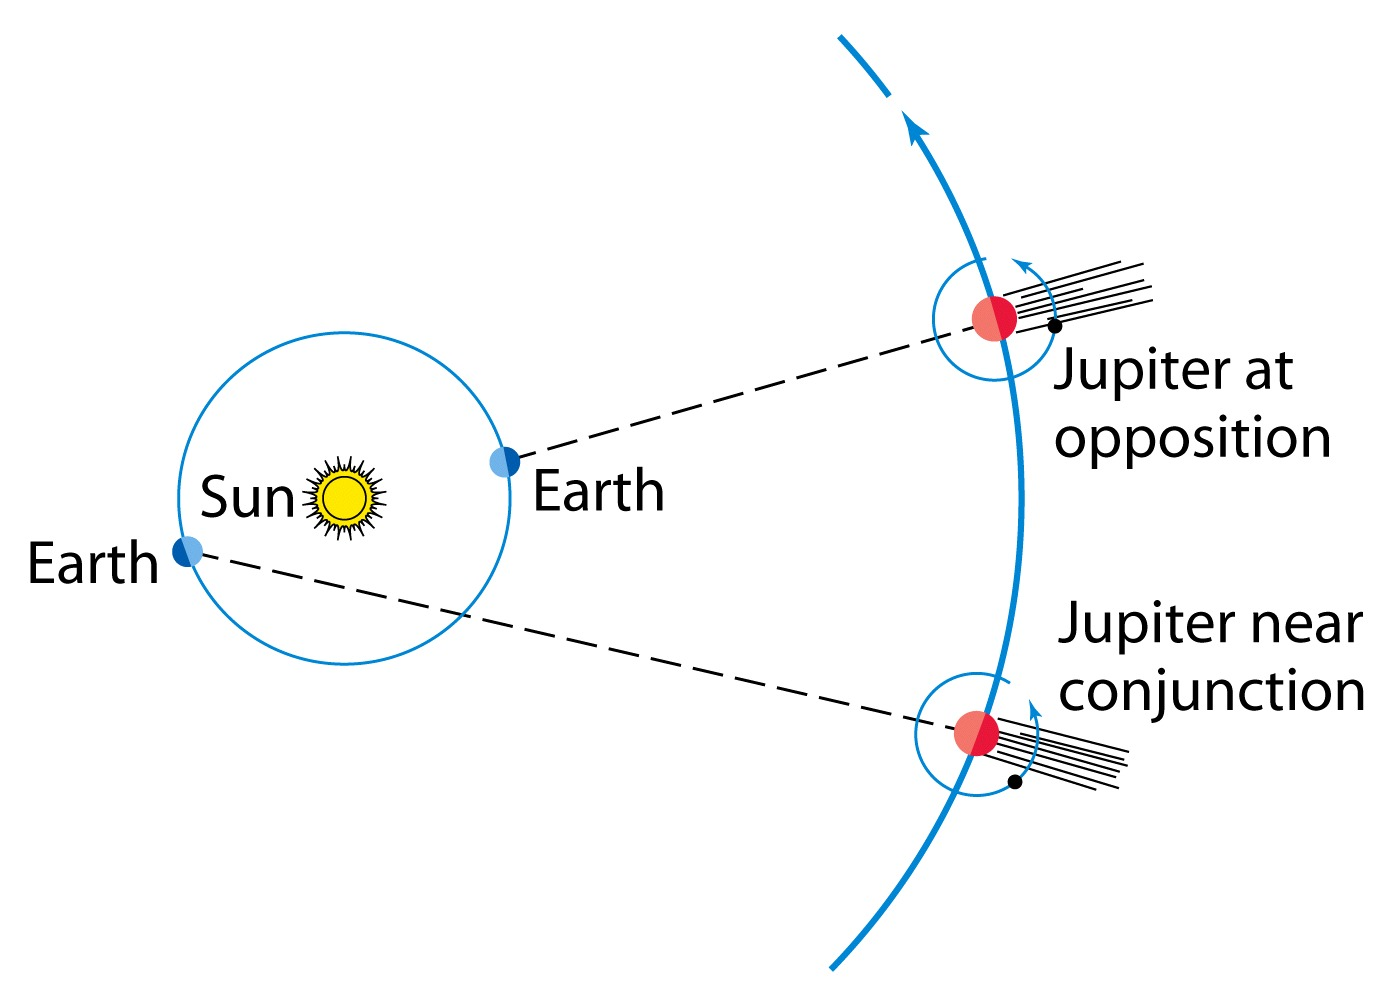 Jupiter at
opposition
Sun
Earth
Earth
Jupiter near
conjunction